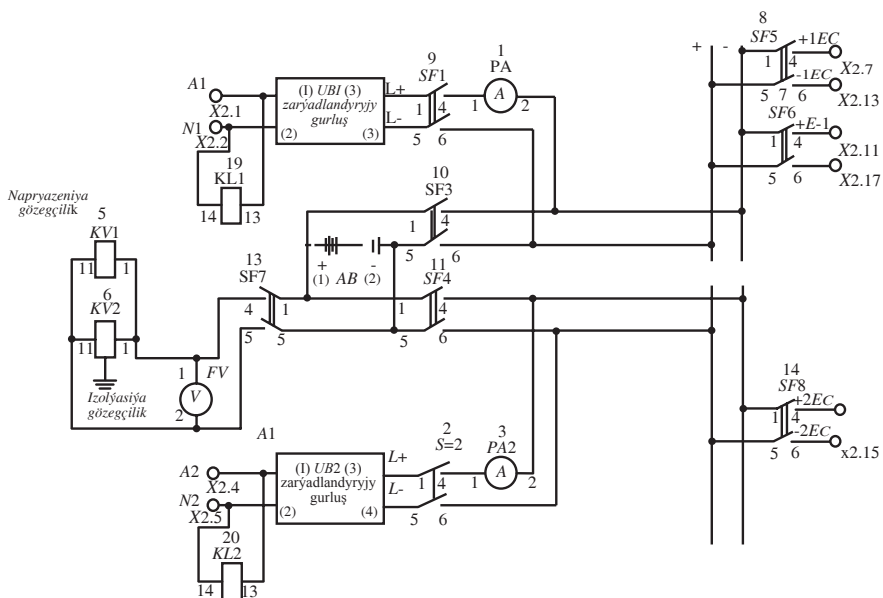 8
SF5
+1EC
+ -
1 4
X2.7
-1EC
5 7 6
X2.13
SF6
+E-1
1 4
X2.11
5 6
X2.17
9
SF1
1
PA
A1
X2.1
(I) UBI (3)
zarýadlandyryjy
gurluş
(2) (3)
L+
L-
1 4
1 A 2
5 6
N1
X2.2
19
KL1
14 13
10
SF3
1 4
5 6
Napryazeniya
gözegçilik
5
KV1
11 1
6
KV2
11 1
Izolýasiýa
gözegçilik
1 FV
V
2
13
SF7
4 1
5 5
+ -
(1) AB (2)
11
SF4
1 4
5 6
14
SF8
+2EC
1 4
-2EC
5 6
x2.15
A1
A2
X2.4
(I) UB2 (3)
zarýadlandyryjy
gurluş
(2) (4)
L+
L-
2
S=2
1 4
5 6
3
PA2
1 A 2
N2
X2.5
20
KL2
14 13